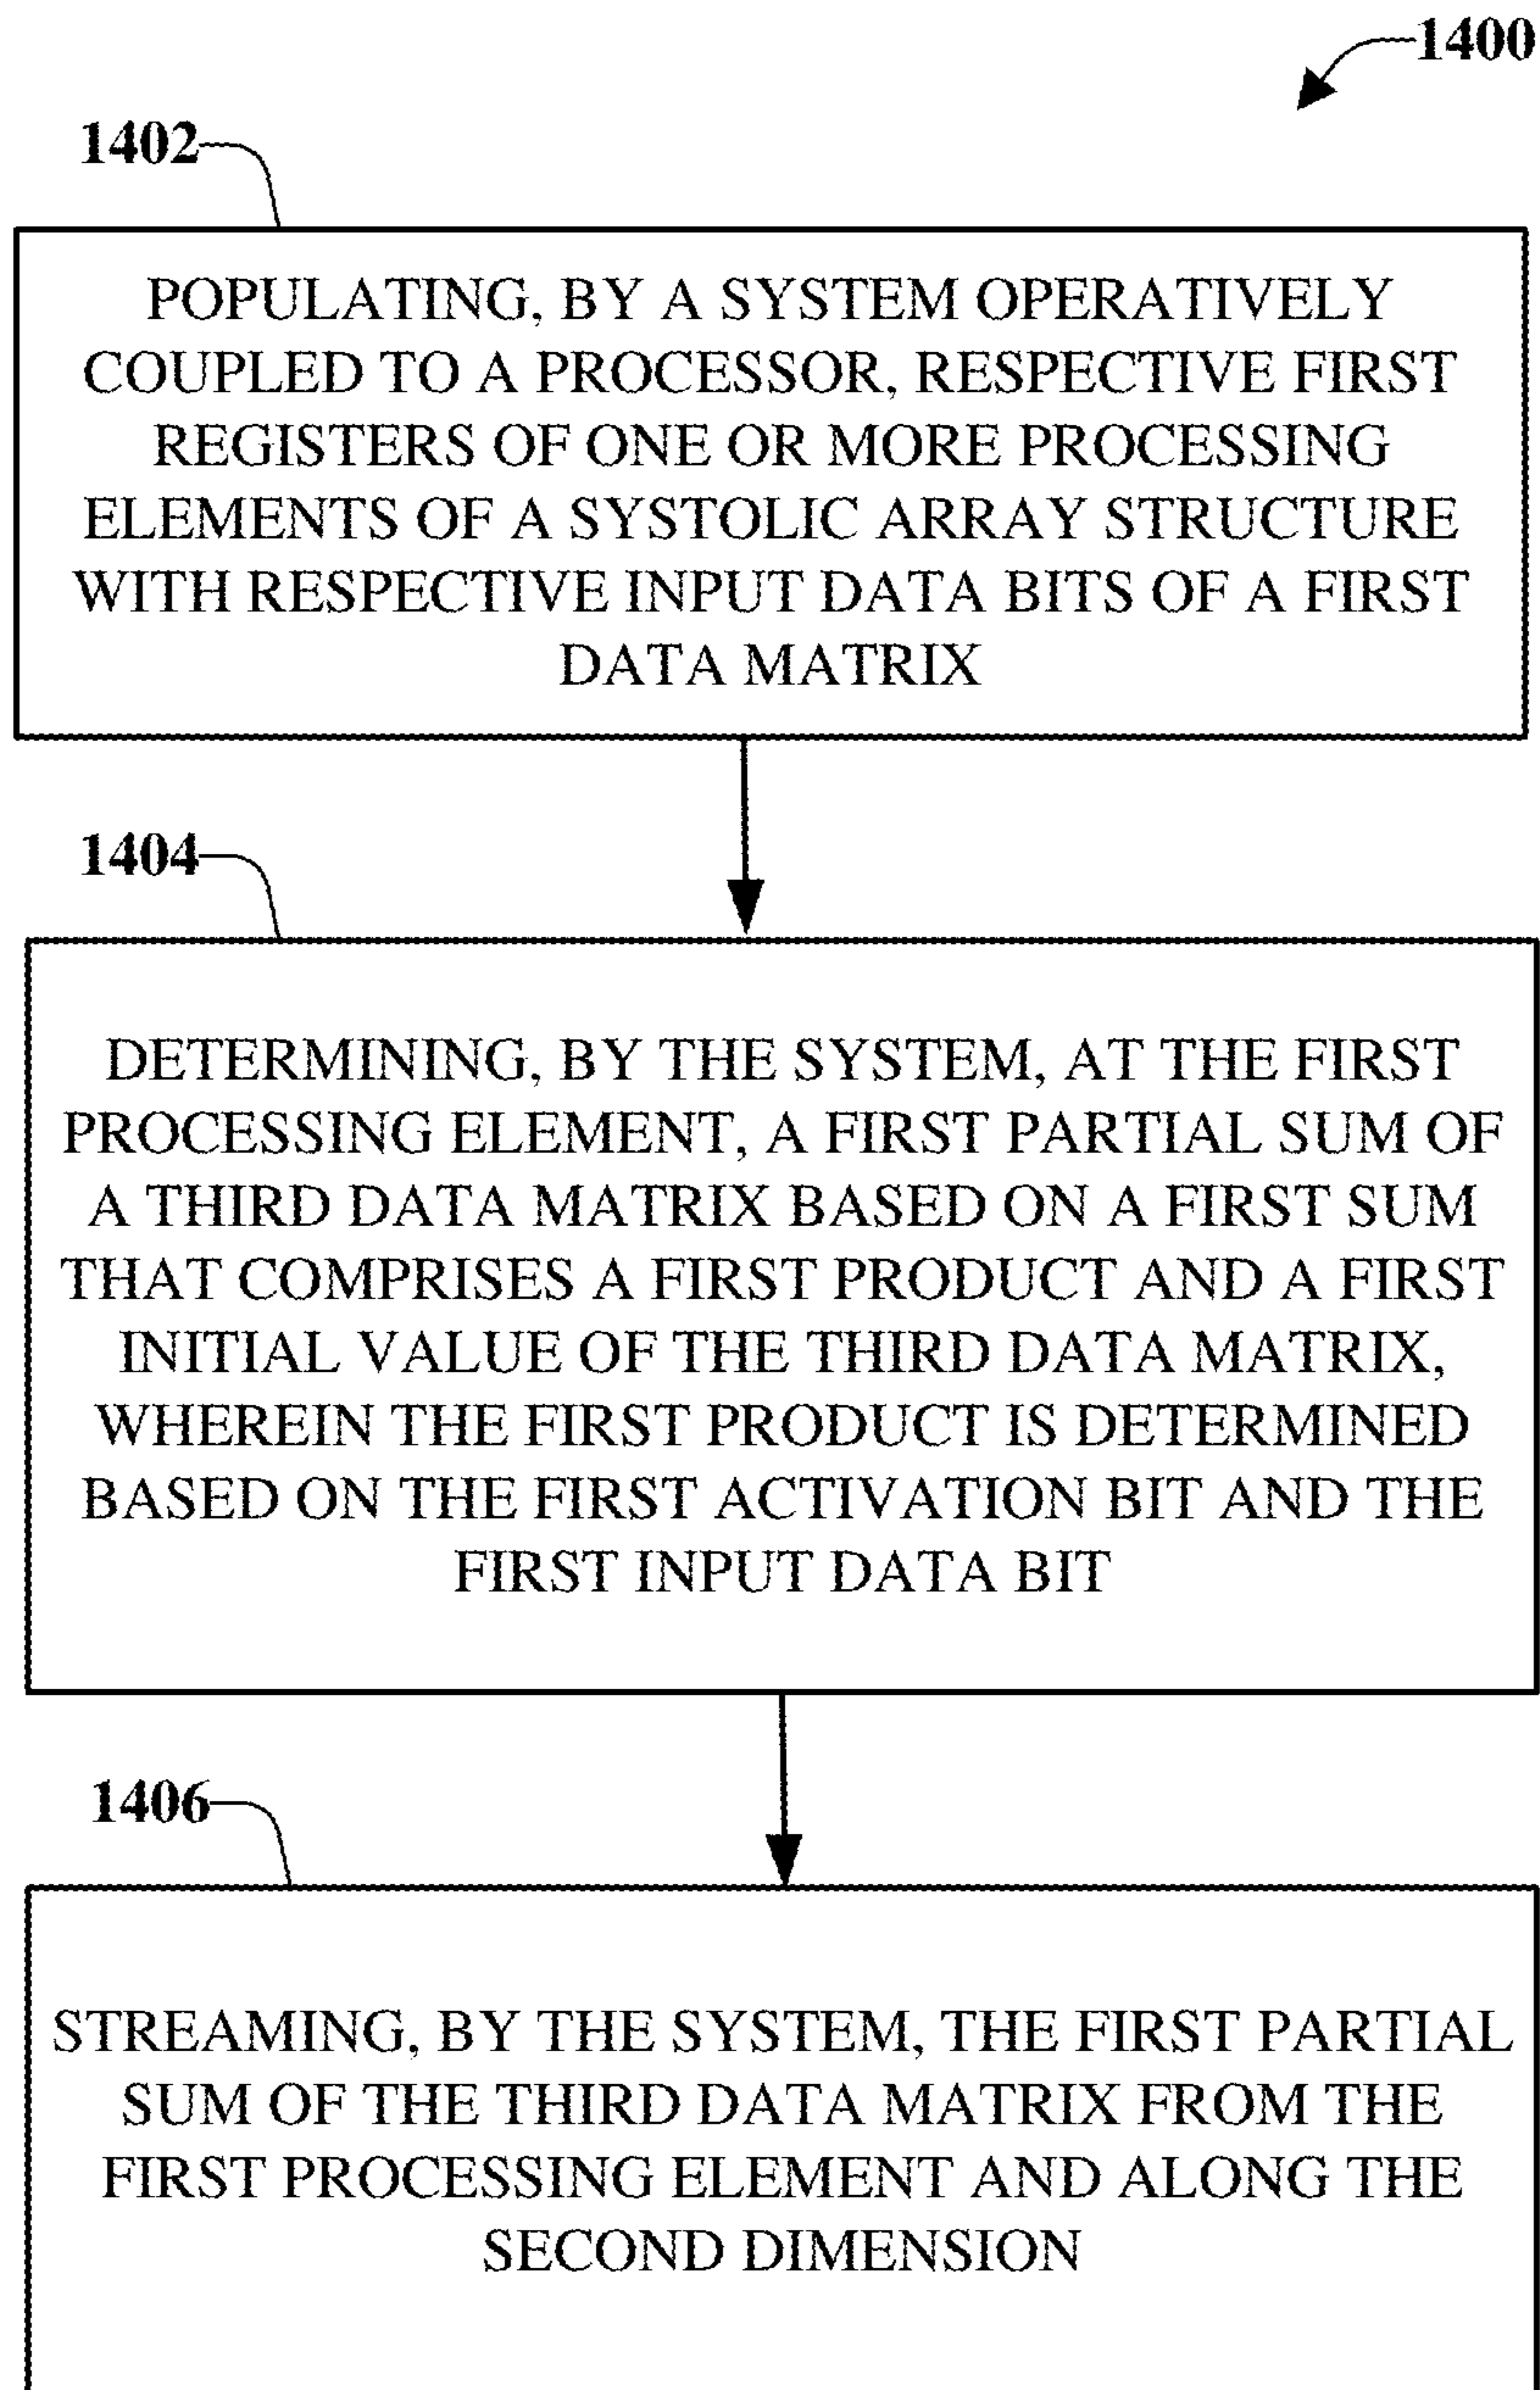 1400
1402
POPULATING, BY A SYSTEM OPERATIVELY
COUPLED TO A PROCESSOR, RESPECTIVE FIRST
REGISTERS OF ONE OR MORE PROCESSING
ELEMENTS OF A SYSTOLIC ARRAY STRUCTURE
WITH RESPECTIVE INPUT DATA BITS OF A FIRST
DATA MATRIX
1404
DETERMINING, BY THE SYSTEM, AT THE FIRST
PROCESSING ELEMENT, A FIRST PARTIAL SUM OF
A THIRD DATA MATRIX BASED ON A FIRST SUM
THAT COMPRISES A FIRST PRODUCT AND A FIRST
INITIAL VALUE OF THE THIRD DATA MATRIX,
WHEREIN THE FIRST PRODUCT IS DETERMINED
BASED ON THE FIRST ACTIVATION BIT AND THE
FIRST INPUT DATA BIT
1406
STREAMING, BY THE SYSTEM, THE FIRST PARTIAL
SUM OF THE THIRD DATA MATRIX FROM THE
FIRST PROCESSING ELEMENT AND ALONG THE
SECOND DIMENSION